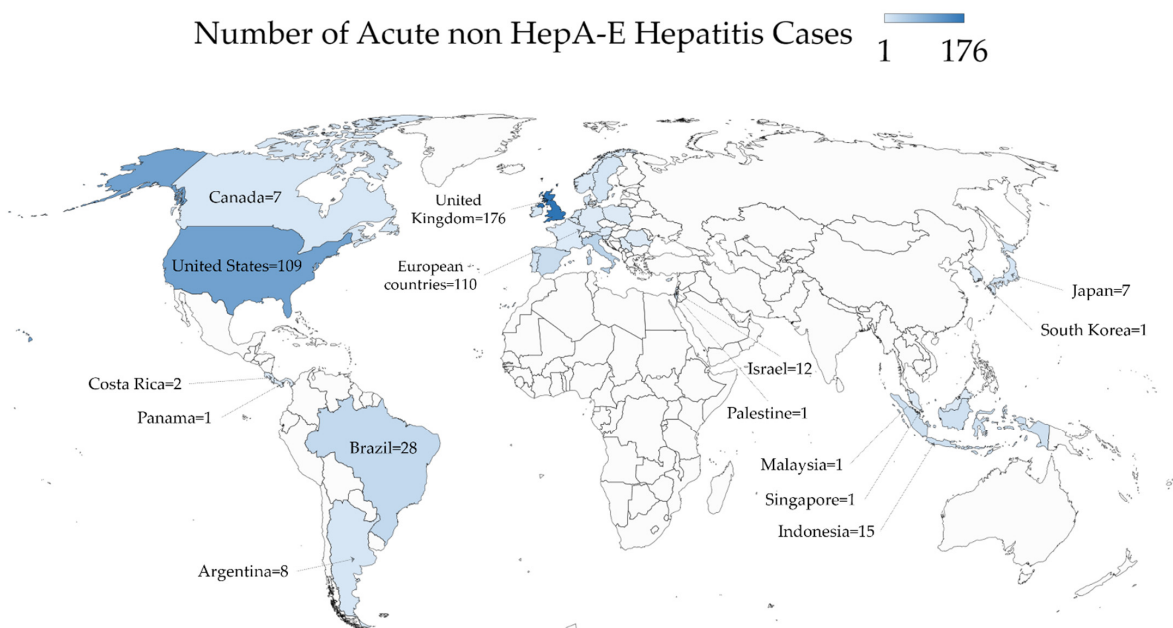 Number of Acute non HepA-E Hepatitis Cases
1 176
Canada=7
United
Kingdom=176
United States=109
European
countries=110
Japan=7
South Korea=1
Costa Rica=2
Israel=12
Panama=1
Palestine=1
Brazil=28
Malaysia=1
Singapore=1
Indonesia=15
Argentina=8